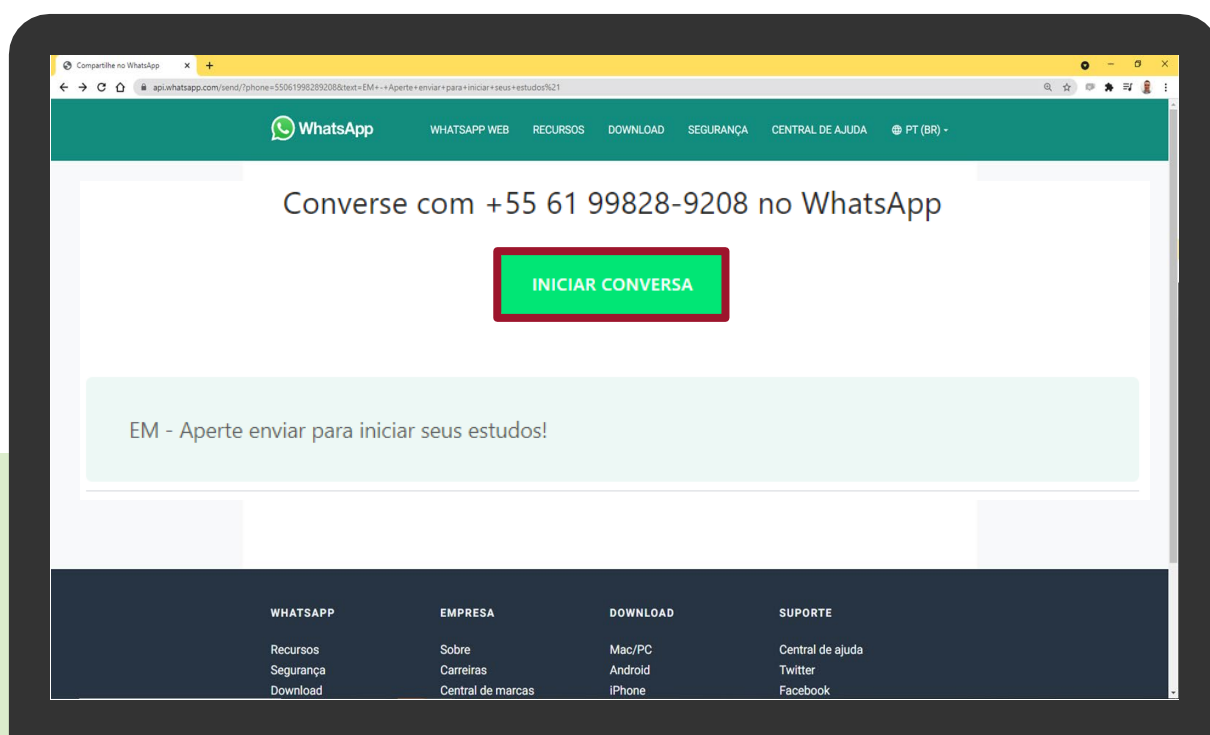 Compartilhe no WhatsApp
api.whatsapp.com/send/?phone=55061998289208&text=EM+-+Aperte+enviar+para+iniciar+seus+estudos%21
WhatsApp WHATSAPP WEB RECURSOS DOWNLOAD SEGURANÇA CENTRAL DE AJUDA PT (BR)
Converse com +55 61 99828-9208 no WhatsApp
INICIAR CONVERSA
EM - Aperte enviar para iniciar seus estudos!
WHATSAPP EMPRESA DOWNLOAD SUPORTE
Recursos Sobre Mac/PC Central de ajuda
Segurança Carreiras Android Twitter
Download Central de marcas iPhone Facebook